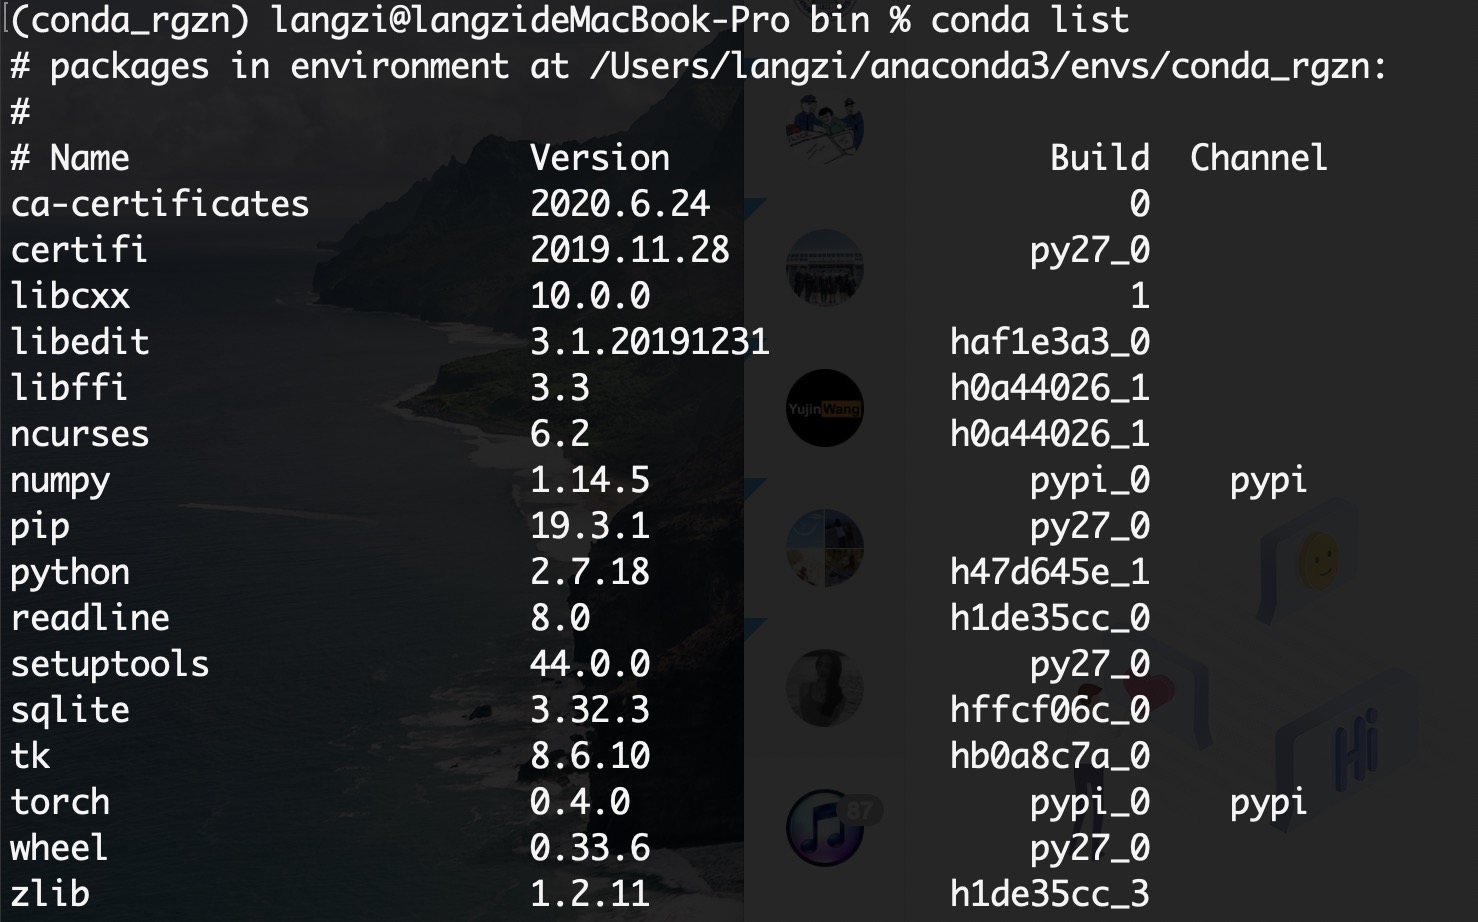 (conda_rgzn) langzi@langzideMacBook-Pro bin % conda list
# packages in environment at /Users/langzi/anaconda3/envs/conda_rgzn:
#
# Name Version Build Channel
ca-certificates 2020.6.24 0
certifi 2019.11.28 py27_0
libcxx 10.0.0 1
libedit 3.1.20191231 haf1e3a3_0
libffi 3.3 h0a44026_1
YujinWang
ncurses 6.2 h0a44026_1
numpy 1.14.5 pypi_0 pypi
pip 19.3.1 py27_0
python 2.7.18 h47d645e_1
readline 8.0 h1de35cc_0
setuptools 44.0.0 py27_0
sqlite 3.32.3 hffcf06c_0
Hi
tk 8.6.10 hb0a8c7a_0
torch 0.4.0 pypi_0 pypi
87
wheel 0.33.6 py27_0
zlib 1.2.11 h1de35cc_3